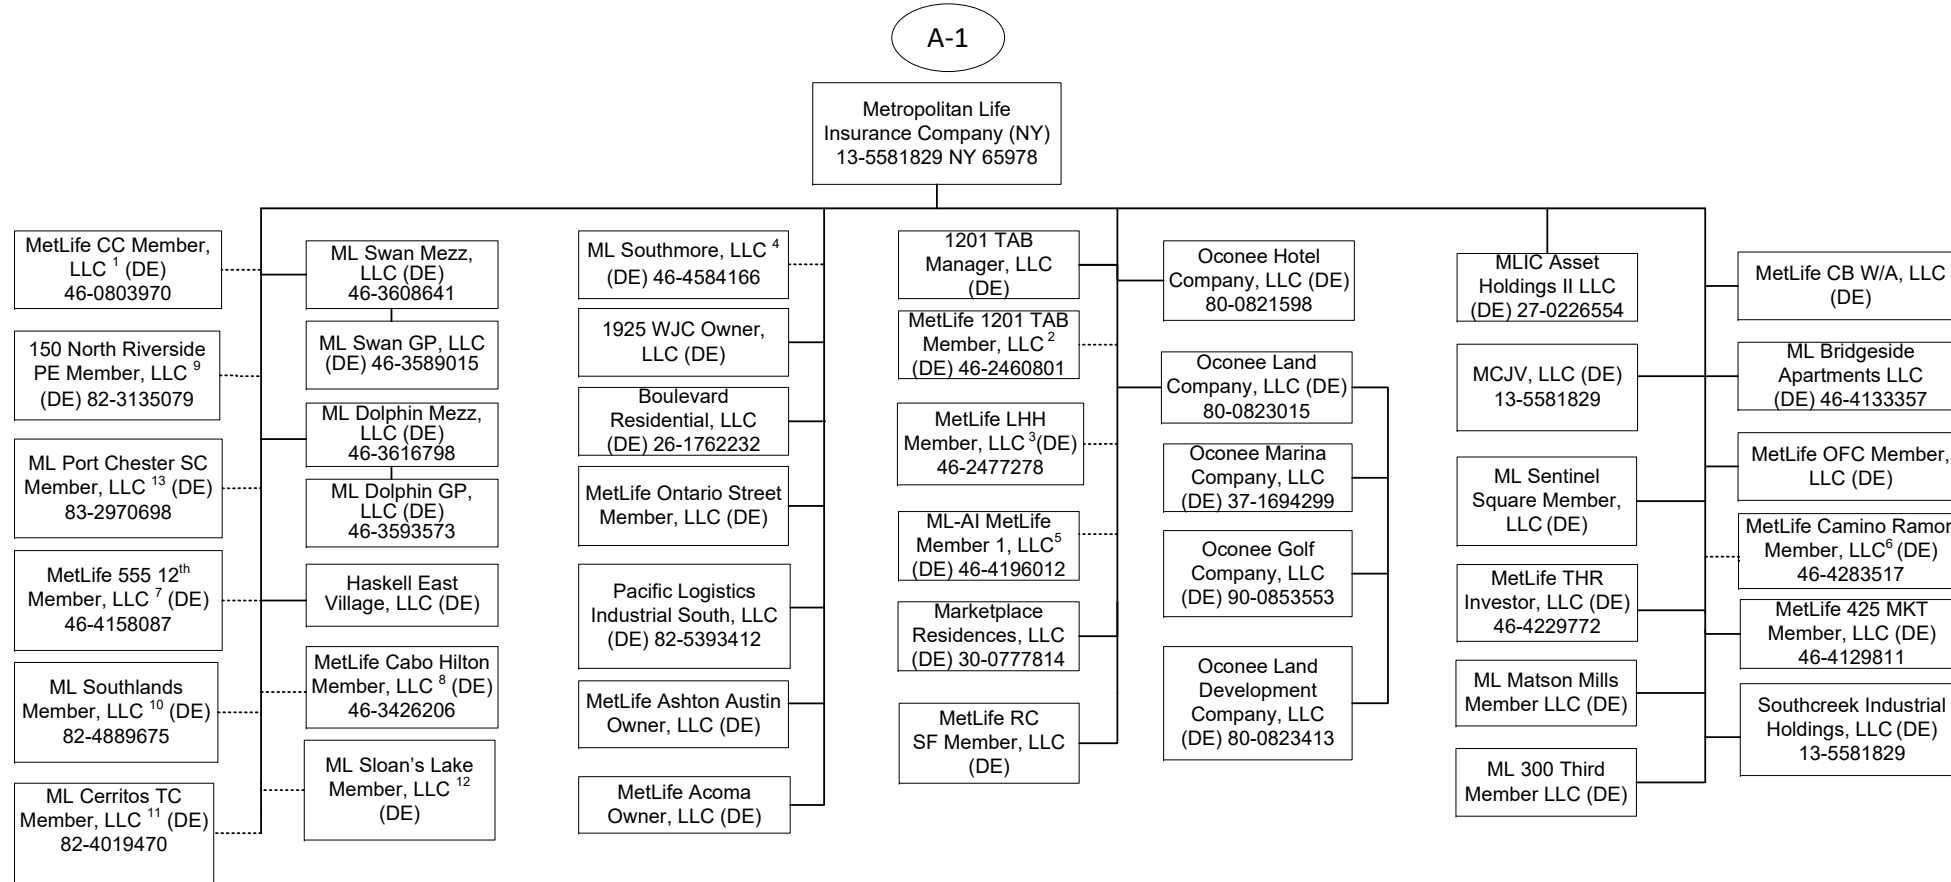 A-1
Metropolitan Life
Insurance Company (NY)
13-5581829 NY 65978
MetLife CC Member,
LLC 1 (DE)
46-0803970
150 North Riverside
PE Member, LLC 9
(DE) 82-3135079
ML Port Chester SC
Member, LLC 13 (DE)
83-2970698
MetLife 555 12th
Member, LLC 7 (DE)
46-4158087
ML Southlands
Member, LLC 10 (DE)
82-4889675
ML Cerritos TC
Member, LLC 11 (DE)
82-4019470
ML Swan Mezz,
LLC (DE)
46-3608641
ML Swan GP, LLC
(DE) 46-3589015
ML Dolphin Mezz,
LLC (DE)
46-3616798
ML Dolphin GP,
LLC (DE)
46-3593573
Haskell East
Village, LLC (DE)
MetLife Cabo Hilton
Member, LLC 8 (DE)
46-3426206
ML Sloan’s Lake
Member, LLC 12
(DE)
ML Southmore, LLC 4
(DE) 46-4584166
1925 WJC Owner,
LLC (DE)
Boulevard
Residential, LLC
(DE) 26-1762232
MetLife Ontario Street
Member, LLC (DE)
Pacific Logistics
Industrial South, LLC
(DE) 82-5393412
MetLife Ashton Austin
Owner, LLC (DE)
MetLife Acoma
Owner, LLC (DE)
1201 TAB
Manager, LLC
(DE)
MetLife 1201 TAB
Member, LLC 2
(DE) 46-2460801
MetLife LHH
Member, LLC 3(DE)
46-2477278
ML-AI MetLife
Member 1, LLC5
(DE) 46-4196012
Marketplace
Residences, LLC
(DE) 30-0777814
MetLife RC
SF Member, LLC
(DE)
Oconee Hotel
Company, LLC (DE)
80-0821598
Oconee Land
Company, LLC (DE)
80-0823015
Oconee Marina
Company, LLC
(DE) 37-1694299
Oconee Golf
Company, LLC
(DE) 90-0853553
Oconee Land
Development
Company, LLC
(DE) 80-0823413
MLIC Asset
Holdings II LLC
(DE) 27-0226554
MCJV, LLC (DE)
13-5581829
ML Sentinel
Square Member,
LLC (DE)
MetLife THR
Investor, LLC (DE)
46-4229772
ML Matson Mills
Member LLC (DE)
ML 300 Third
Member LLC (DE)
MetLife CB W/A, LLC
(DE)
ML Bridgeside
Apartments LLC
(DE) 46-4133357
MetLife OFC Member,
LLC (DE)
MetLife Camino Ramon
Member, LLC6 (DE)
46-4283517
MetLife 425 MKT
Member, LLC (DE)
46-4129811
Southcreek Industrial
Holdings, LLC (DE)
13-5581829